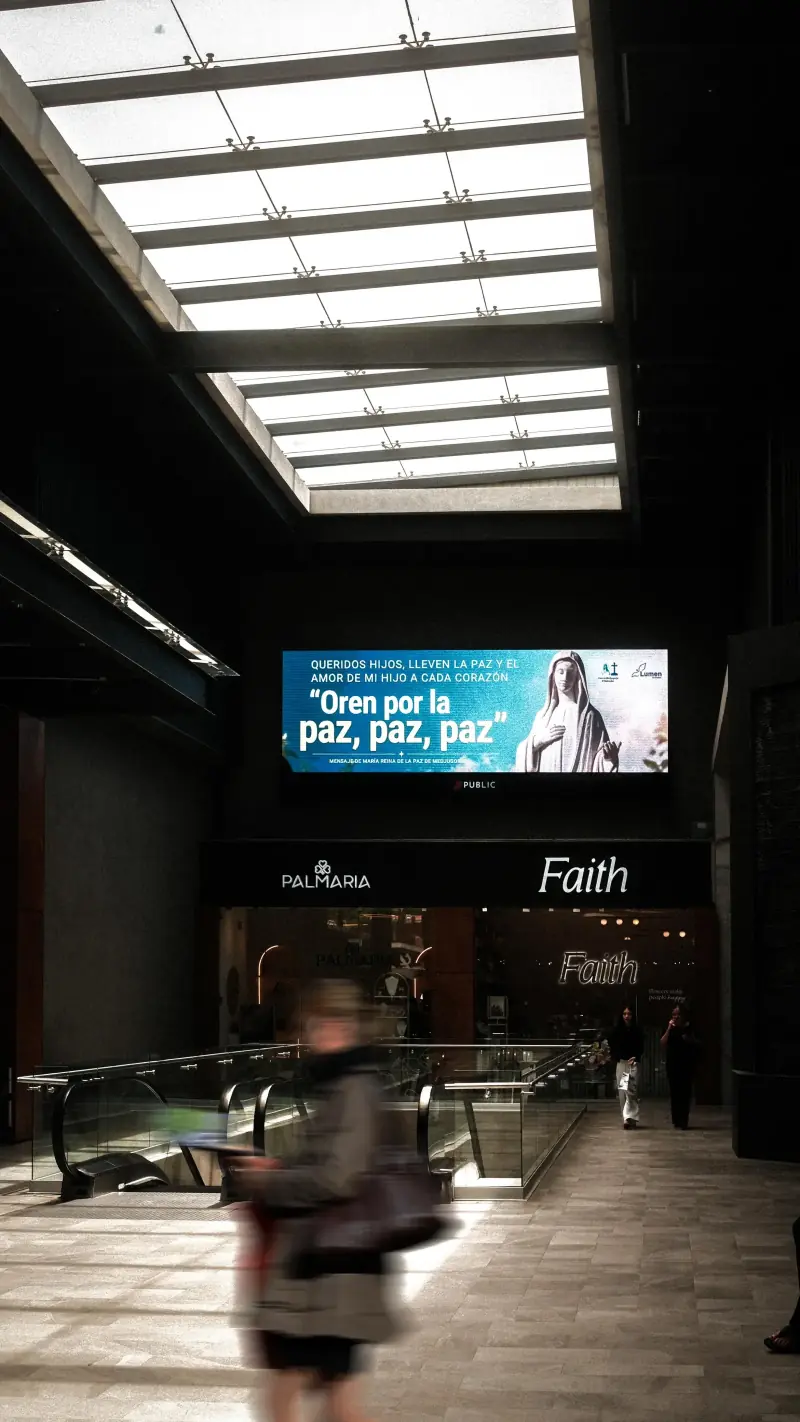 QUERIDOS HIJOS, LLEVEN LA PAZ Y EL
AMOR DE MI HIJO A CADA CORAZÓN
“Oren por la
paz, paz, paz”
MENSAJE DE MARÍA REINA DE LA PAZ DE MEDJUGORJE
Lumen
PUBLIC
PALMARIA
Faith
PALMARIA
Faith